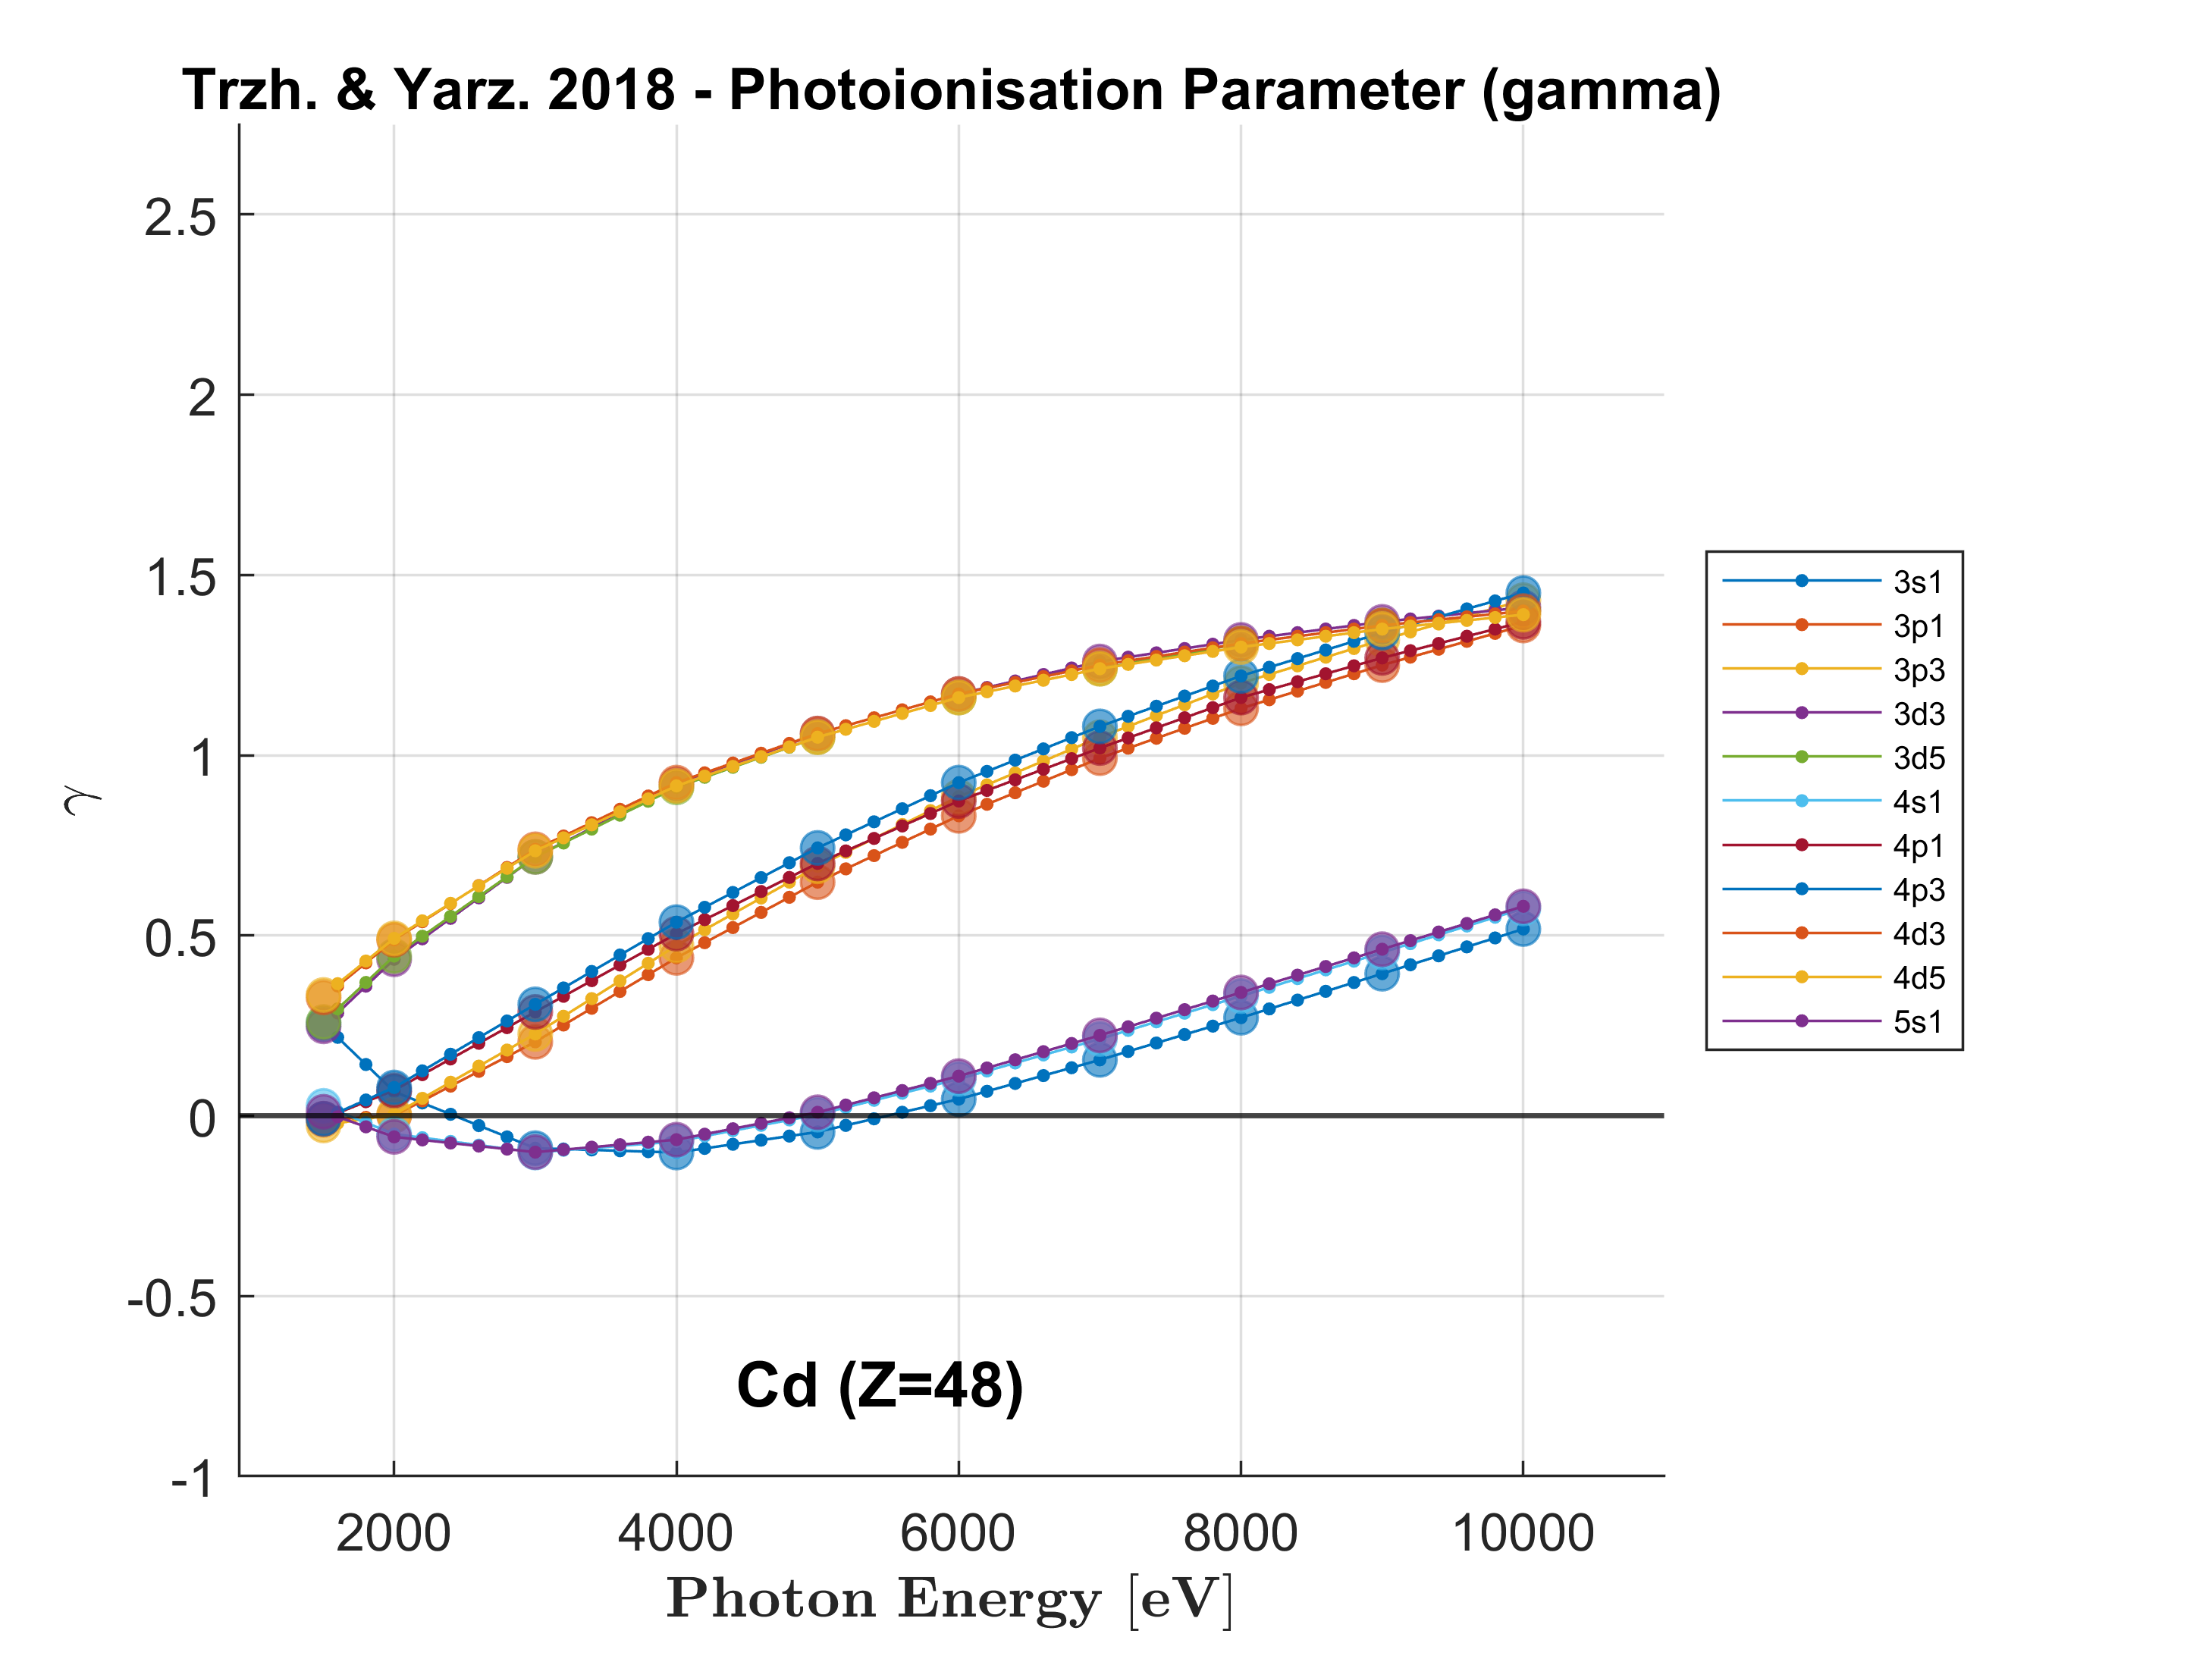 Trzh. & Yarz. 2018 - Photoionisation Parameter (gamma)
2.5
2
1.5
1
0.5
0
-0.5
-1
γ
2000 4000 6000 8000 10000
Photon Energy [eV]
Cd (Z=48)
3s1
3p1
3p3
3d3
3d5
4s1
4p1
4p3
4d3
4d5
5s1